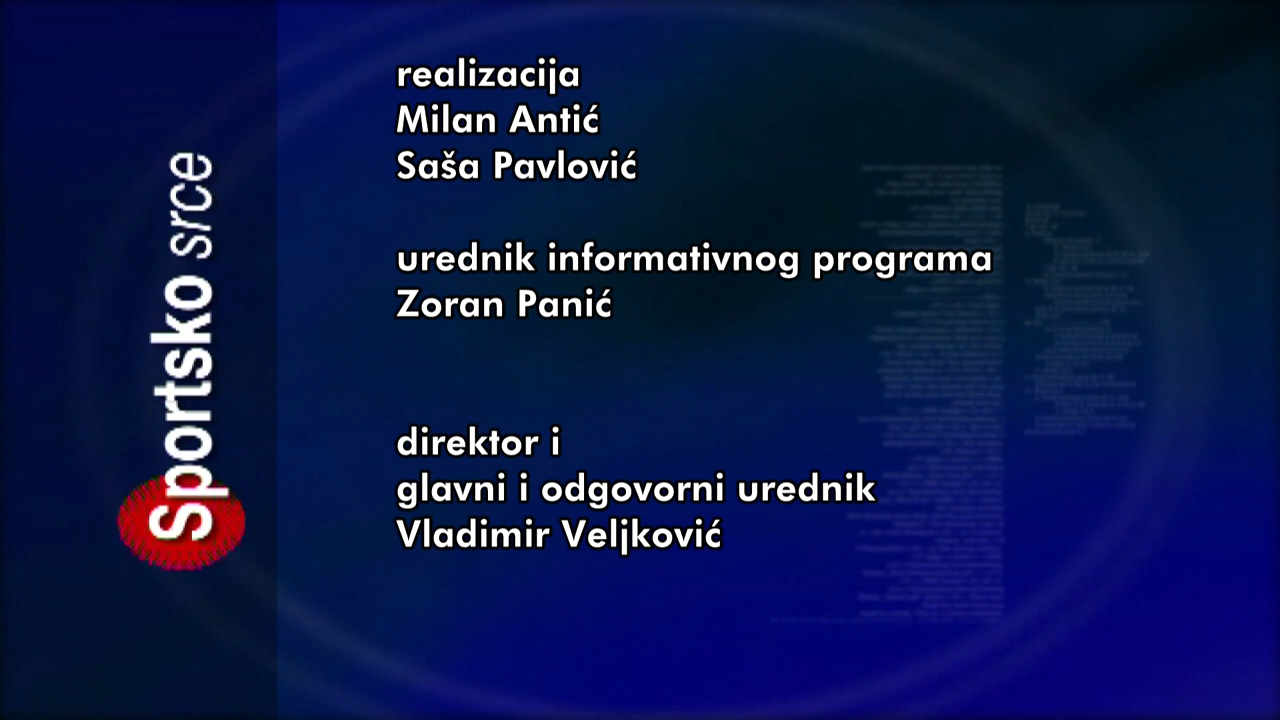 Sportsko srce
realizacija
Milan Antić
Saša Pavlović
urednik informativnog programa
Zoran Panić
direktor i
glavni i odgovorni urednik
Vladimir Veljković